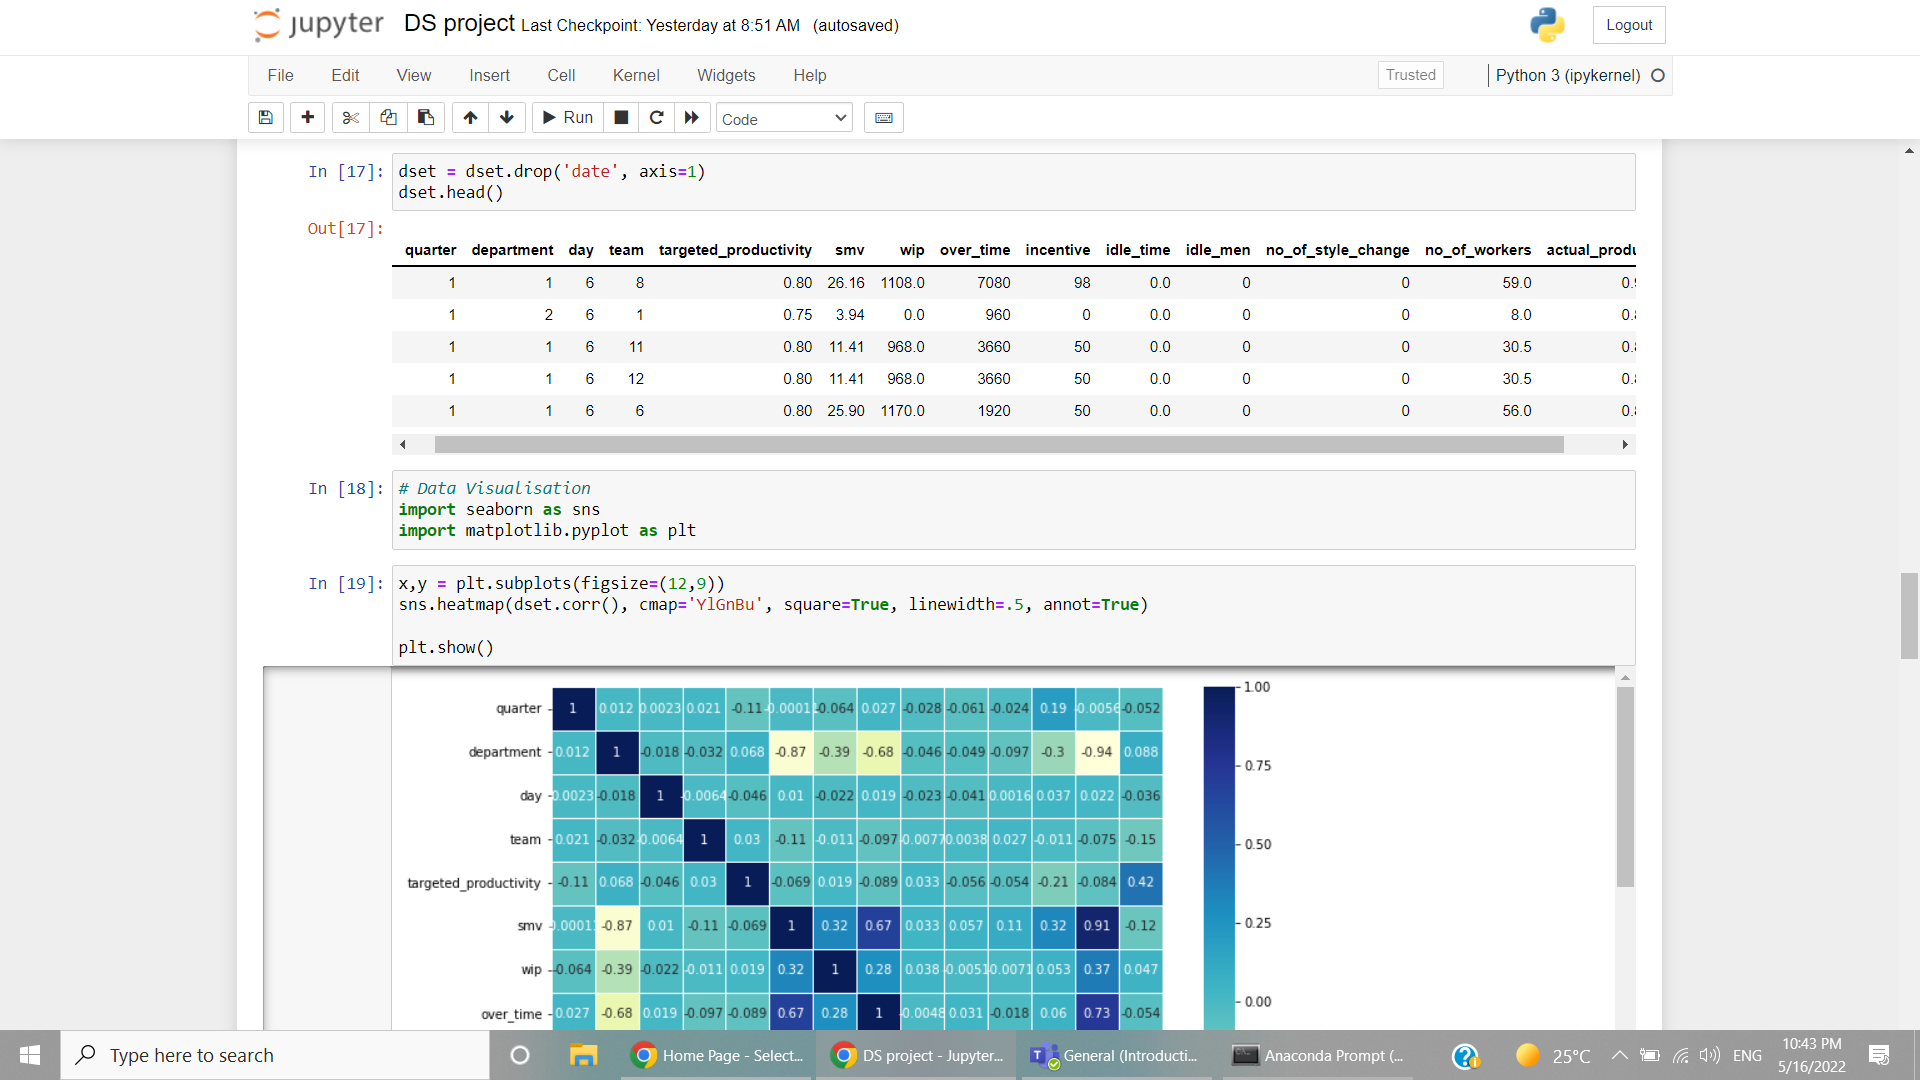 jupyter DS project Last Checkpoint: Yesterday at 8:51 AM (autosaved) Logout
File Edit View Insert Cell Kernel Widgets Help Trusted Python 3 (ipykernel)
Run Code
In [17]: dset = dset.drop('date', axis=1)
dset.head()
Out[17]:
quarter department day team targeted_productivity smv wip over_time incentive idle_time idle_men no_of_style_change no_of_workers
1 1 6 8 0.80 26.16 1108.0 7080 98 0.0 0 0 59.0
1 2 6 1 0.75 3.94 0.0 960 0 0.0 0 0 8.0
1 1 6 11 0.80 11.41 968.0 3660 50 0.0 0 0 30.5
1 1 6 12 0.80 11.41 968.0 3660 50 0.0 0 0 30.5
1 1 6 6 0.80 25.90 1170.0 1920 50 0.0 0 0 56.0
In [18]: # Data Visualisation
import seaborn as sns
import matplotlib.pyplot as plt
In [19]: x,y = plt.subplots(figsize=(12,9))
sns.heatmap(dset.corr(), cmap='YlGnBu', square=True, linewidth=.5, annot=True)
plt.show()
quarter 1 0.012 0.0023 0.021 -0.11 -0.064 0.027 -0.028 -0.061 -0.024 0.19 -0.0056 -0.052 1.00
department 0.012 1 -0.018 -0.032 0.068 -0.87 -0.39 -0.68 -0.046 -0.049 -0.097 -0.3 -0.94 0.088
0.75
day 0.0023 -0.018 1 -0.0064 -0.046 0.01 -0.022 0.019 -0.023 -0.041 0.0016 0.037 0.022 -0.036
team 0.021 -0.032 -0.0064 1 0.03 -0.11 -0.011 -0.097 -0.0077 0.0038 0.027 -0.011 -0.075 -0.15
0.50
targeted_productivity -0.11 0.068 -0.046 0.03 1 -0.069 0.019 -0.089 0.033 -0.056 -0.054 -0.21 -0.084 0.42
smv -0.87 0.01 -0.11 -0.069 1 0.32 0.67 0.033 0.057 0.11 0.32 0.91 -0.12
0.25
wip -0.064 -0.39 -0.022 -0.011 0.019 0.32 1 0.28 0.038 -0.0051 -0.0071 0.053 0.37 0.047
0.00
over_time 0.027 -0.68 0.019 -0.097 -0.089 0.67 0.28 1 -0.0048 0.031 -0.018 0.06 0.73 -0.054
Type here to search Home Page - Select... DS project - Jupyter... General (Introducti... Anaconda Prompt (... 25°C ENG 10:43 PM
5/16/2022